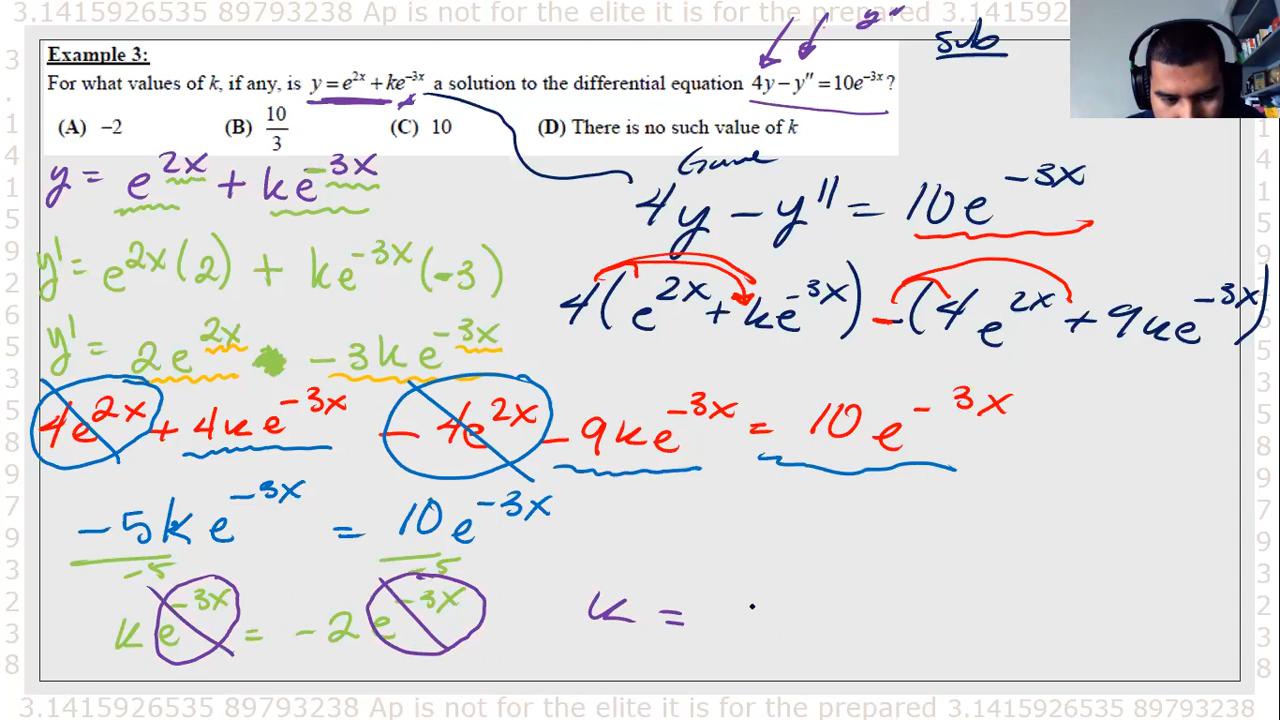 3.1415926535 89793238 Ap is not for the elite it is for the prepared 3.1415926
Example 3:
For what values of k, if any, is y = e^{2x} + ke^{-3x} a solution to the differential equation 4y − y'' = 10e^{-3x} ?
(A) −2 (B) 10/3 (C) 10 (D) There is no such value of k
y''
sub
Given
y = e^{2x} + ke^{-3x}
4y − y'' = 10e^{-3x}
y' = e^{2x}(2) + ke^{-3x}(-3)
4(e^{2x} + ke^{-3x}) − (4e^{2x} + 9ke^{-3x})
y' = 2e^{2x} − 3ke^{-3x}
4e^{2x} + 4ke^{-3x} − 4e^{2x} − 9ke^{-3x} = 10e^{-3x}
−5ke^{-3x} = 10e^{-3x}
−5 −5
ke^{-3x} = −2e^{-3x}
k =
3.1415926535 89793238 Ap is not for the elite it is for the prepared 3.1415926535 89793238